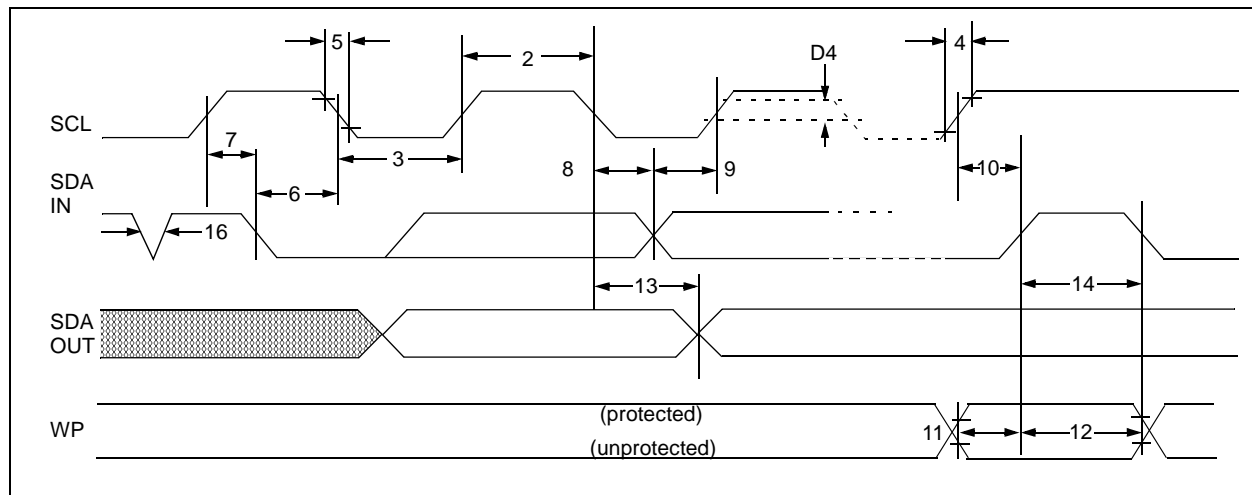 5
2
D4
4
SCL
7
3
8
9
10
SDA
IN
6
16
13
14
SDA
OUT
WP
(protected)
11
12
(unprotected)